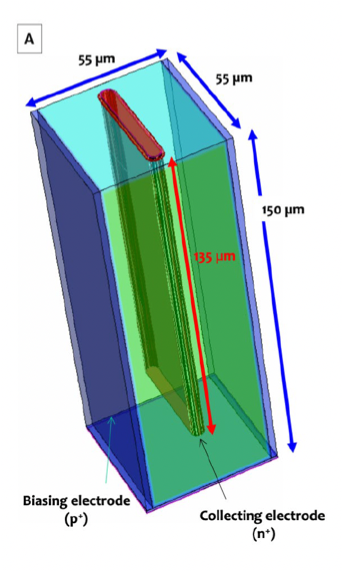 A
55 µm
55 µm
150 µm
135 µm
Biasing electrode
(p⁺)
Collecting electrode
(n⁺)